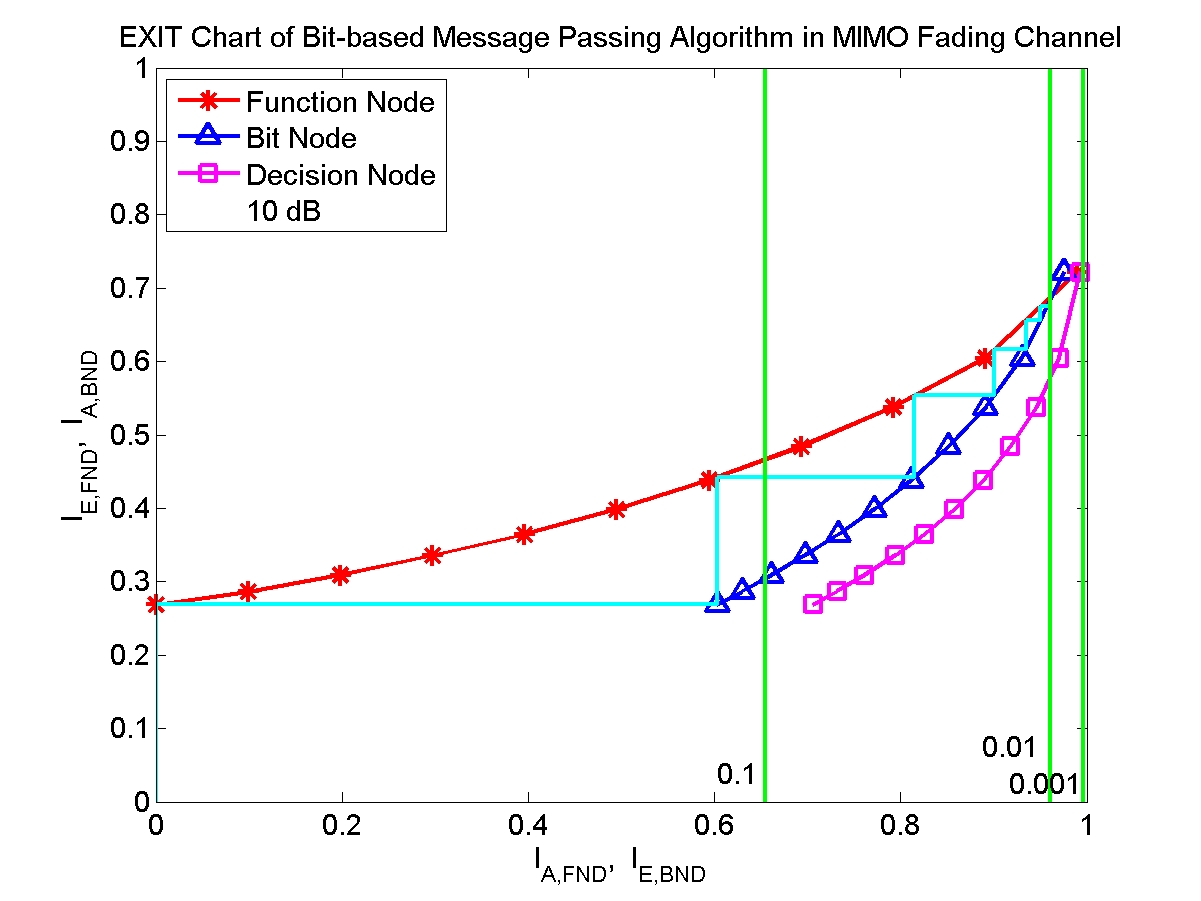 EXIT Chart of Bit-based Message Passing Algorithm in MIMO Fading Channel
Function Node
Bit Node
Decision Node
10 dB
1
0.9
0.8
0.7
0.6
0.5
0.4
0.3
0.2
0.1
0
I_E,FND, I_A,BND
0.1
0.01
0.001
0 0.2 0.4 0.6 0.8 1
I_A,FND, I_E,BND